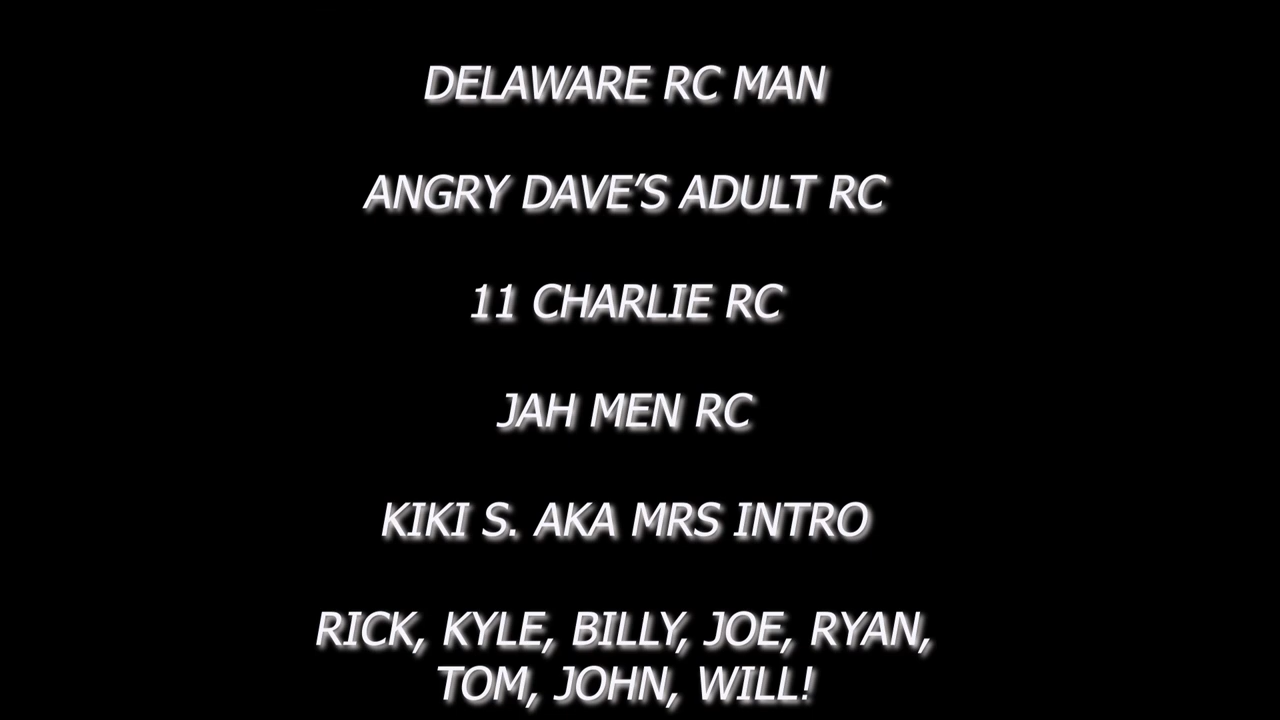 DELAWARE RC MAN
ANGRY DAVE’S ADULT RC
11 CHARLIE RC
JAH MEN RC
KIKI S. AKA MRS INTRO
RICK, KYLE, BILLY, JOE, RYAN,
TOM, JOHN, WILL!